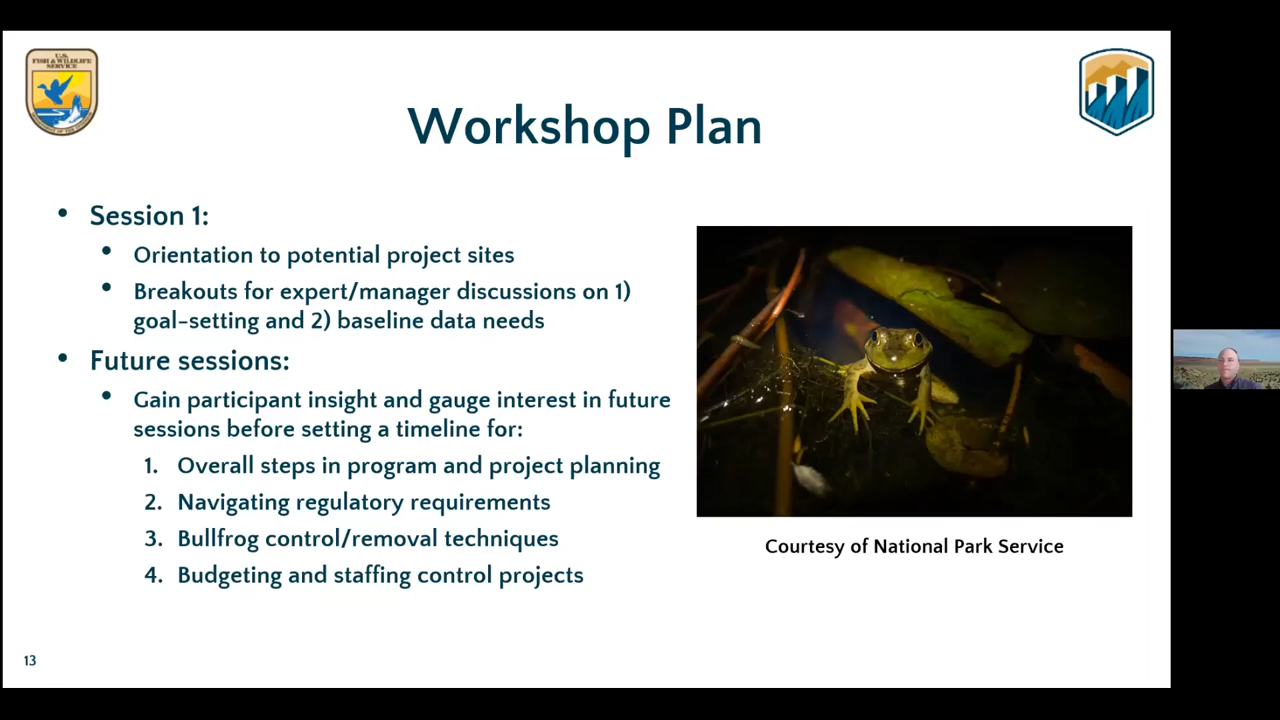 U.S.
FISH & WILDLIFE
SERVICE
Workshop Plan
• Session 1:
• Orientation to potential project sites
• Breakouts for expert/manager discussions on 1)
goal-setting and 2) baseline data needs
• Future sessions:
• Gain participant insight and gauge interest in future
sessions before setting a timeline for:
1. Overall steps in program and project planning
2. Navigating regulatory requirements
3. Bullfrog control/removal techniques
4. Budgeting and staffing control projects
Courtesy of National Park Service
13